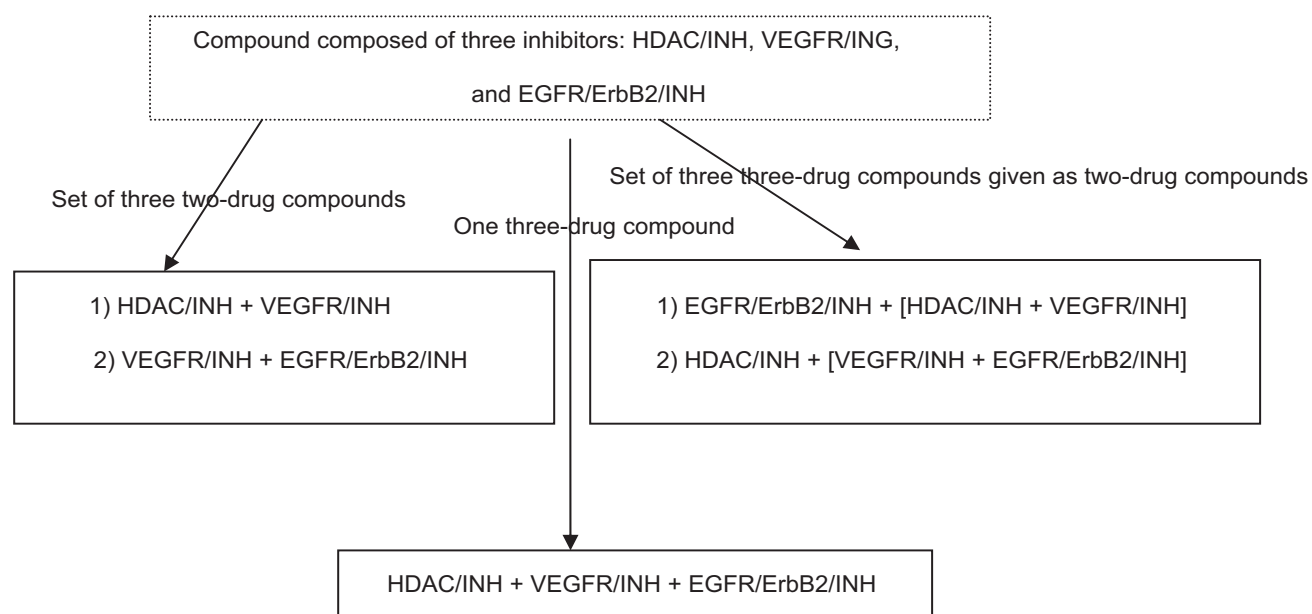 Compound composed of three inhibitors: HDAC/INH, VEGFR/ING,
and EGFR/ErbB2/INH
Set of three two-drug compounds
One three-drug compound
Set of three three-drug compounds given as two-drug compounds
1) HDAC/INH + VEGFR/INH
2) VEGFR/INH + EGFR/ErbB2/INH
1) EGFR/ErbB2/INH + [HDAC/INH + VEGFR/INH]
2) HDAC/INH + [VEGFR/INH + EGFR/ErbB2/INH]
HDAC/INH + VEGFR/INH + EGFR/ErbB2/INH